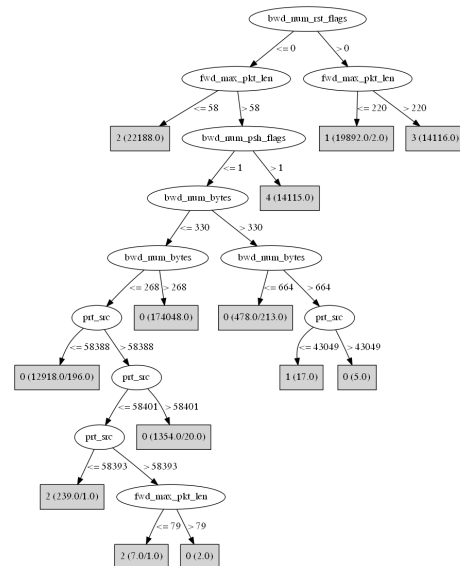 bwd_num_rst_flags
<= 0 > 0
fwd_max_pkt_len fwd_max_pkt_len
<= 58 > 58 <= 220 > 220
2 (22188.0) bwd_num_psh_flags 1 (19892.0/2.0) 3 (14116.0)
<= 1 > 1
bwd_num_bytes 4 (14115.0)
<= 330 > 330
bwd_num_bytes bwd_num_bytes
<= 268 > 268 <= 664 > 664
prt_src 0 (174048.0) 0 (478.0/213.0) prt_src
<= 58388 > 58388 <= 43049 > 43049
0 (12918.0/196.0) prt_src 1 (17.0) 0 (5.0)
<= 58401 > 58401
prt_src 0 (1354.0/20.0)
<= 58393 > 58393
2 (239.0/1.0) fwd_max_pkt_len
<= 79 > 79
2 (7.0/1.0) 0 (2.0)